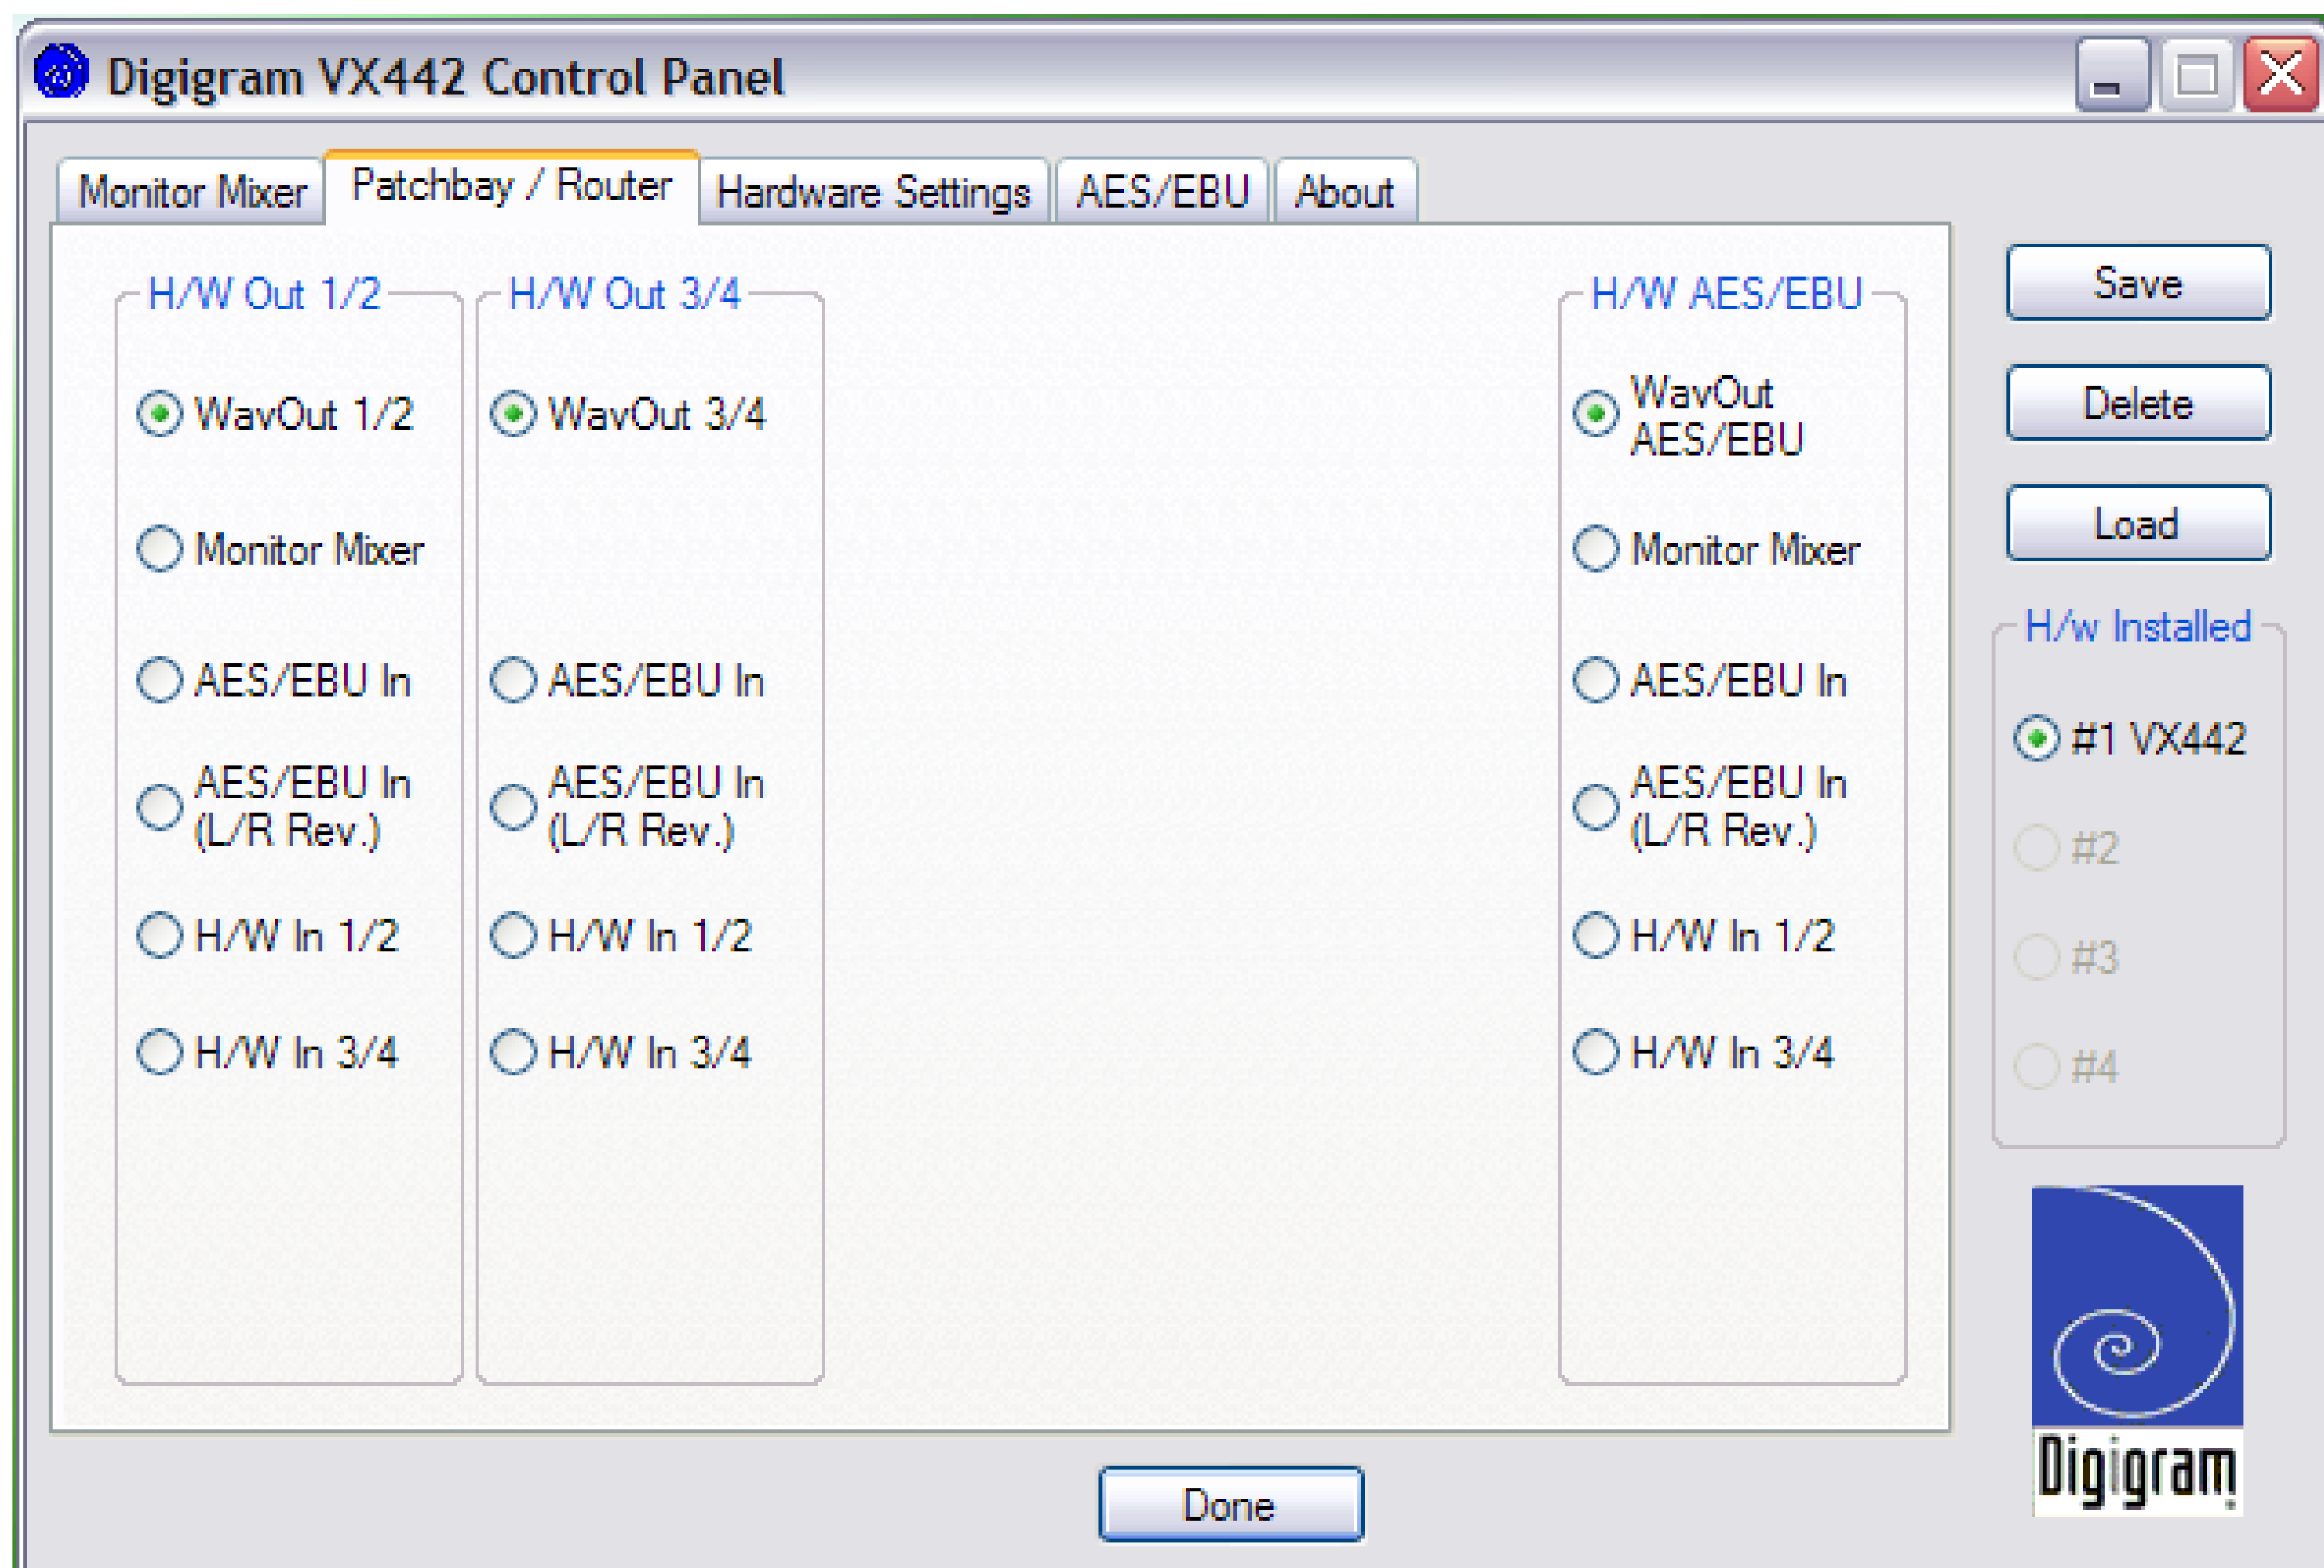 Digigram VX442 Control Panel
Monitor Mixer
Patchbay / Router
Hardware Settings
AES/EBU
About
H/W Out 1/2
WavOut 1/2
Monitor Mixer
AES/EBU In
AES/EBU In
(L/R Rev.)
H/W In 1/2
H/W In 3/4
H/W Out 3/4
WavOut 3/4
AES/EBU In
AES/EBU In
(L/R Rev.)
H/W In 1/2
H/W In 3/4
H/W AES/EBU
WavOut
AES/EBU
Monitor Mixer
AES/EBU In
AES/EBU In
(L/R Rev.)
H/W In 1/2
H/W In 3/4
Save
Delete
Load
H/w Installed
#1 VX442
#2
#3
#4
Digigram
Done